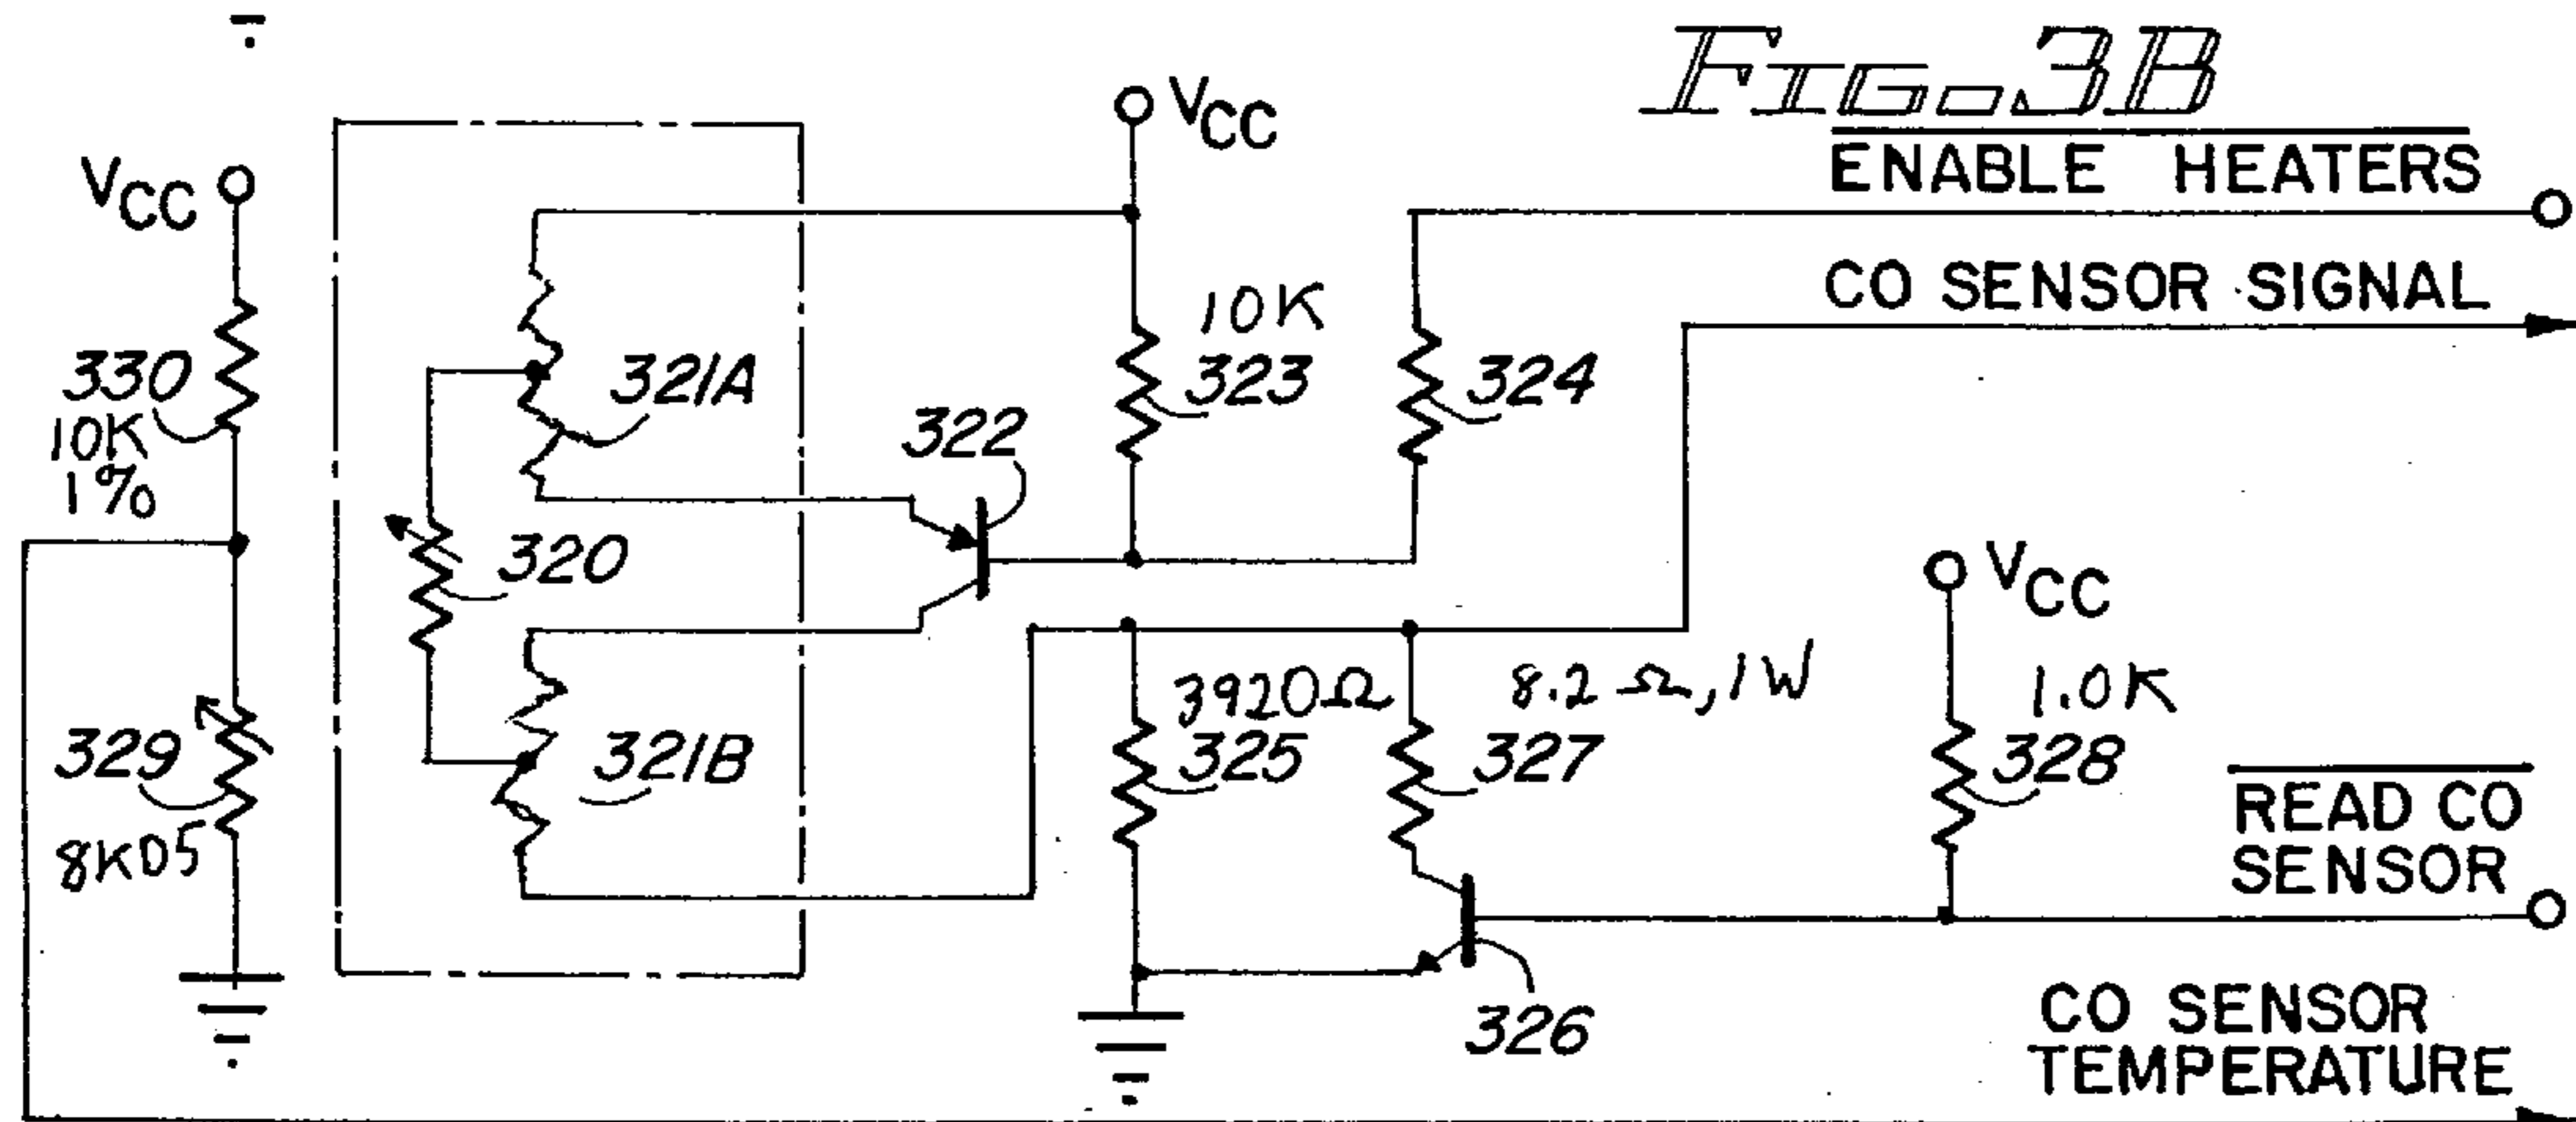 FIG. 3B
ENABLE HEATERS
CO SENSOR SIGNAL
VCC
VCC
330
10K
1%
321A
322
10K
323
324
320
VCC
329
8KD5
321B
3920Ω
325
8.2 Ω, 1W
327
1.0K
328
READ CO
SENSOR
326
CO SENSOR
TEMPERATURE